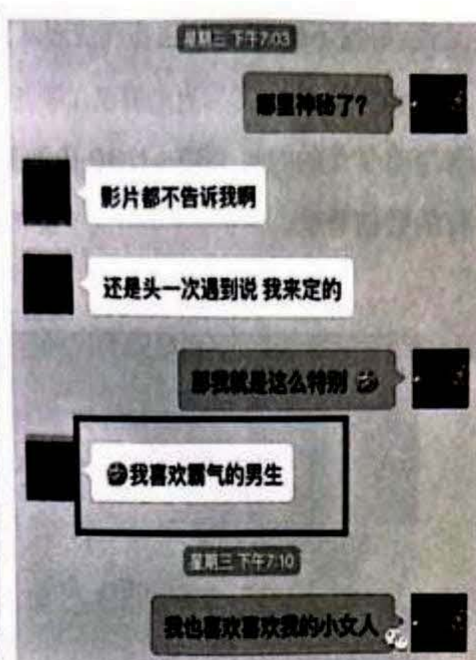 星期三 下午7:03
哪里神秘了?
影片都不告诉我啊
还是头一次遇到说 我来定的
那我就是这么特别
我喜欢霸气的男生
星期三 下午7:10
我也喜欢喜欢我的小女人